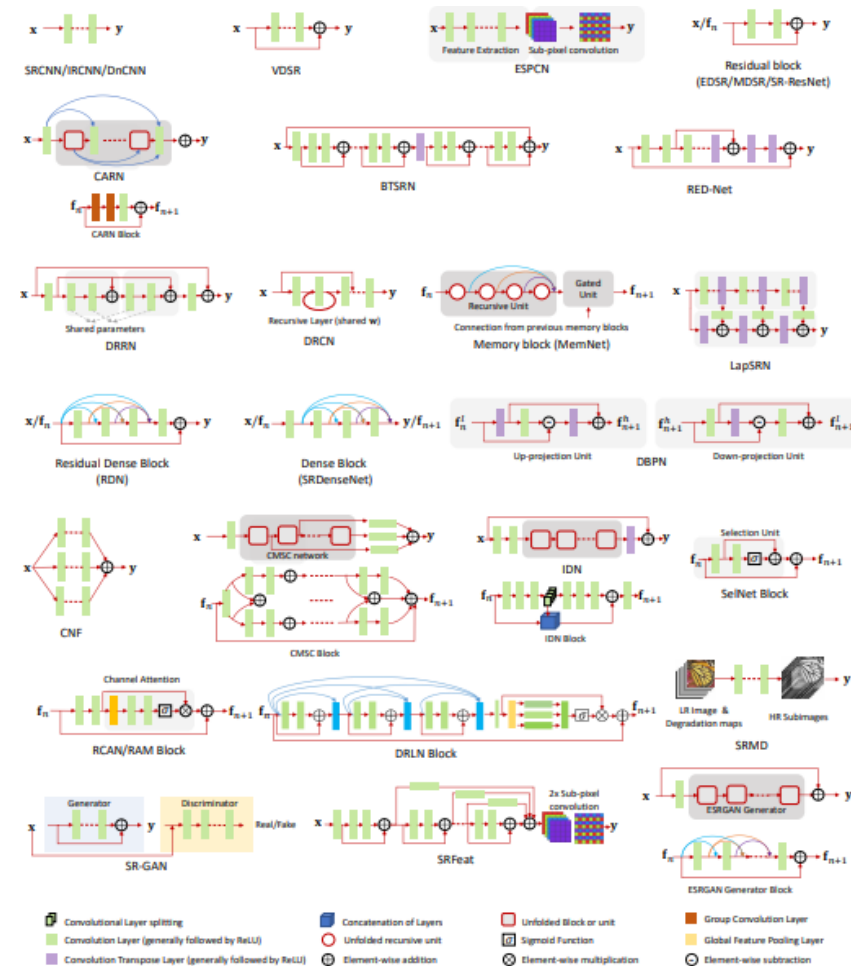 x y
SRCNN/IRCNN/DnCNN
x y
VDSR
x y
Feature Extraction Sub-pixel convolution
ESPCN
x/fₙ
Residual block
(EDSR/MDSR/SR-ResNet)
x y
CARN
fₙ fₙ₊₁
CARN Block
x y
BTSRN
x y
RED-Net
x y
Shared parameters
DRRN
x y
Recursive Layer (shared w)
DRCN
fₙ Gated fₙ₊₁
Unit
Recursive Unit
Connection from previous memory blocks
Memory block (MemNet)
x
y
LapSRN
x/fₙ y
Residual Dense Block
(RDN)
x/fₙ y/fₙ₊₁
Dense Block
(SRDenseNet)
fₙˡ fₙ₊₁ʰ
Up-projection Unit
fₙ₊₁ʰ fₙ₊₁ˡ
Down-projection Unit
DBPN
x y
CNF
x y
CMSC network
fₙ fₙ₊₁
CMSC Block
x y
IDN
fₙ fₙ₊₁
IDN Block
Selection Unit
fₙ σ fₙ₊₁
SelNet Block
Channel Attention
fₙ σ fₙ₊₁
RCAN/RAM Block
fₙ σ fₙ₊₁
DRLN Block
y
LR Image & HR Subimages
Degradation maps
SRMD
Generator Discriminator
x y Real/Fake
SR-GAN
2x Sub-pixel
convolution
x y
SRFeat
x y
ESRGAN Generator
fₙ fₙ₊₁
ESRGAN Generator Block
Convolutional Layer splitting Concatenation of Layers Unfolded Block or unit Group Convolution Layer
Convolution Layer (generally followed by ReLU) Unfolded recursive unit σ Sigmoid Function Global Feature Pooling Layer
Convolution Transpose Layer (generally followed by ReLU) Element-wise addition Element-wise multiplication Element-wise subtraction